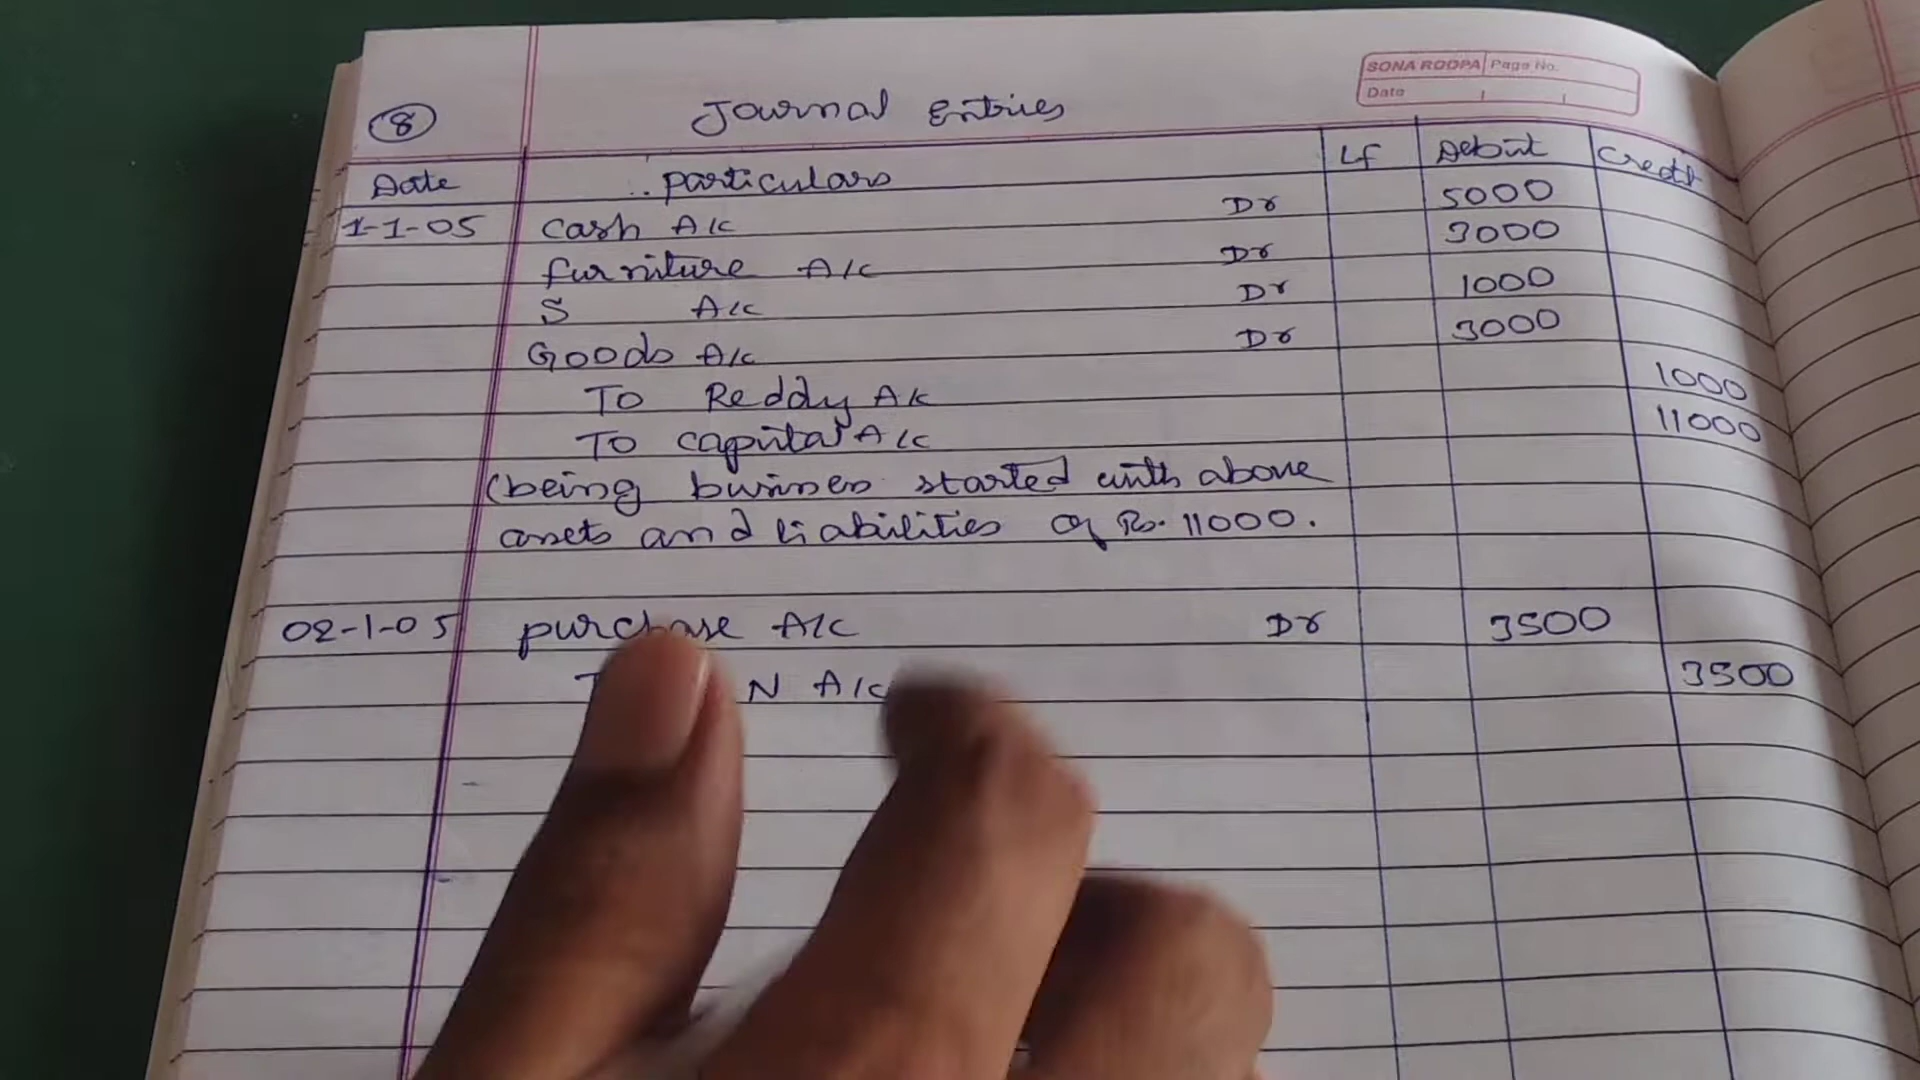 SONA ROOPA Page No.
Date
8 Journal Entries
Date particulars LF Debit Credit
1-1-05 cash A/c Dr 5000
furniture A/c Dr 3000
S A/c Dr 1000
Goods A/c Dr 3000
To Reddy A/c 1000
To capital A/c 11000
(being business started with above
assets and liabilities of Rs. 11000.
02-1-05 purchase A/c Dr 3500
N A/c 3500